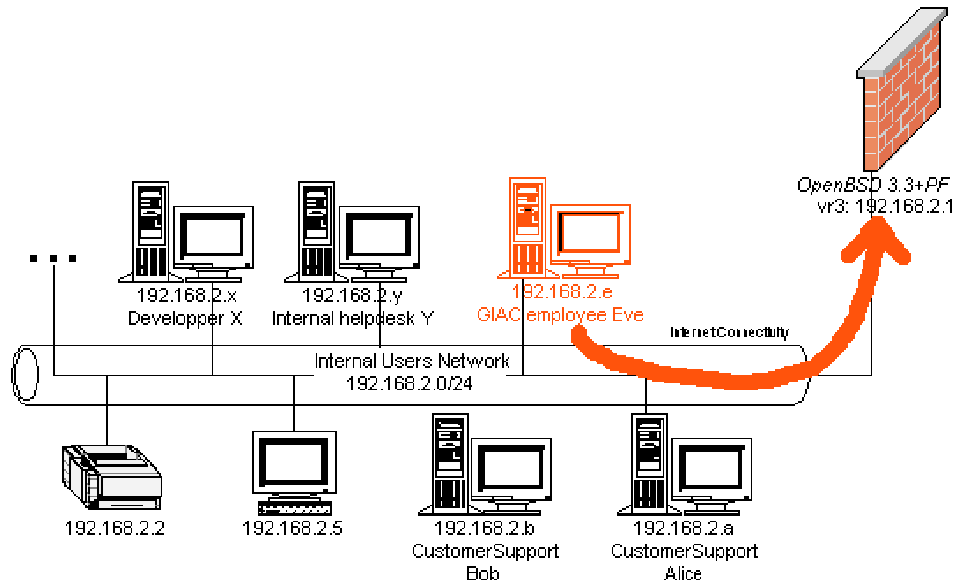 OpenBSD 3.3+PF
vr3: 192.168.2.1
...
192.168.2.x
Developper X
192.168.2.y
Internal helpdesk Y
192.168.2.e
GIAC employee Eve
Internet Connectivity
Internal Users Network
192.168.2.0/24
192.168.2.2
192.168.2.5
192.168.2.b
CustomerSupport
Bob
192.168.2.a
CustomerSupport
Alice